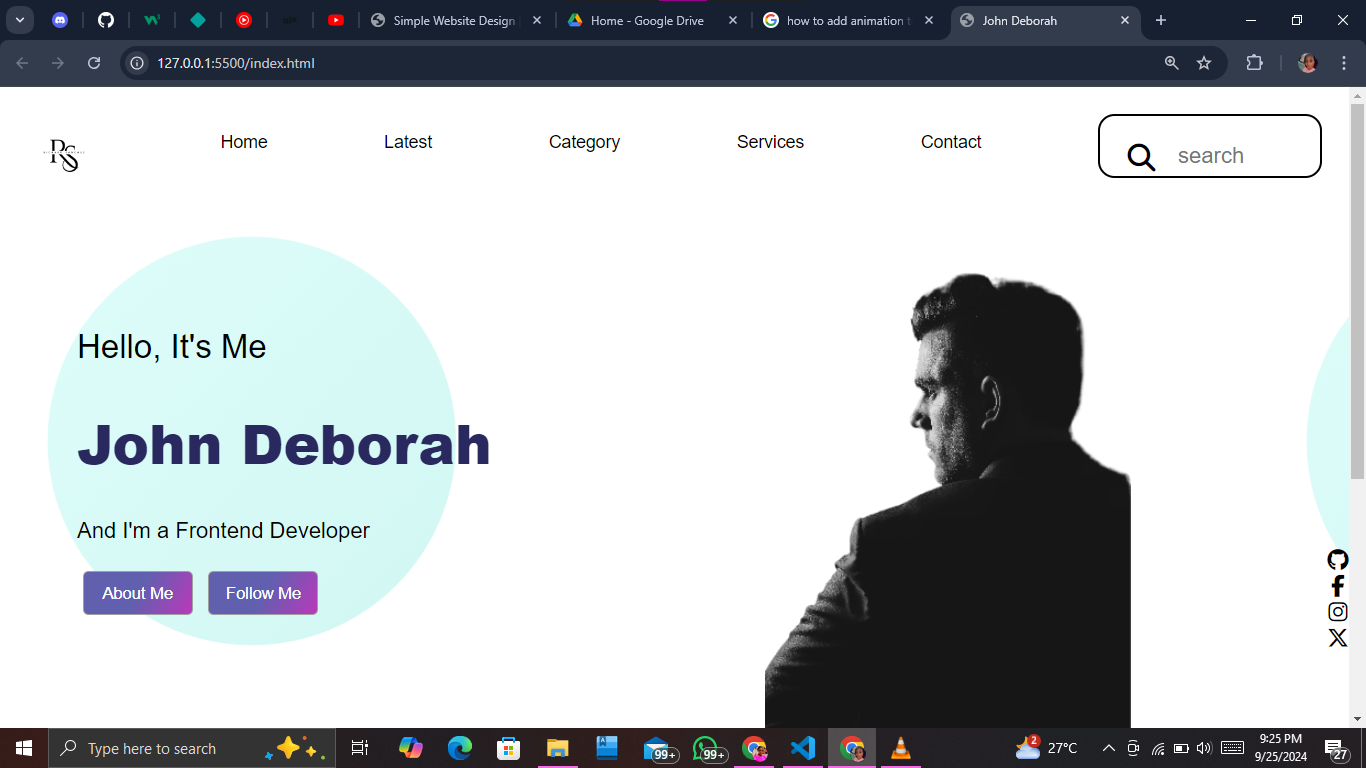 Simple Website Design
Home - Google Drive
how to add animation t
John Deborah
127.0.0.1:5500/index.html
RS
Home
Latest
Category
Services
Contact
search
Hello, It's Me
John Deborah
And I'm a Frontend Developer
About Me
Follow Me
Type here to search
99+
99+
2
27°C
9:25 PM
9/25/2024
27